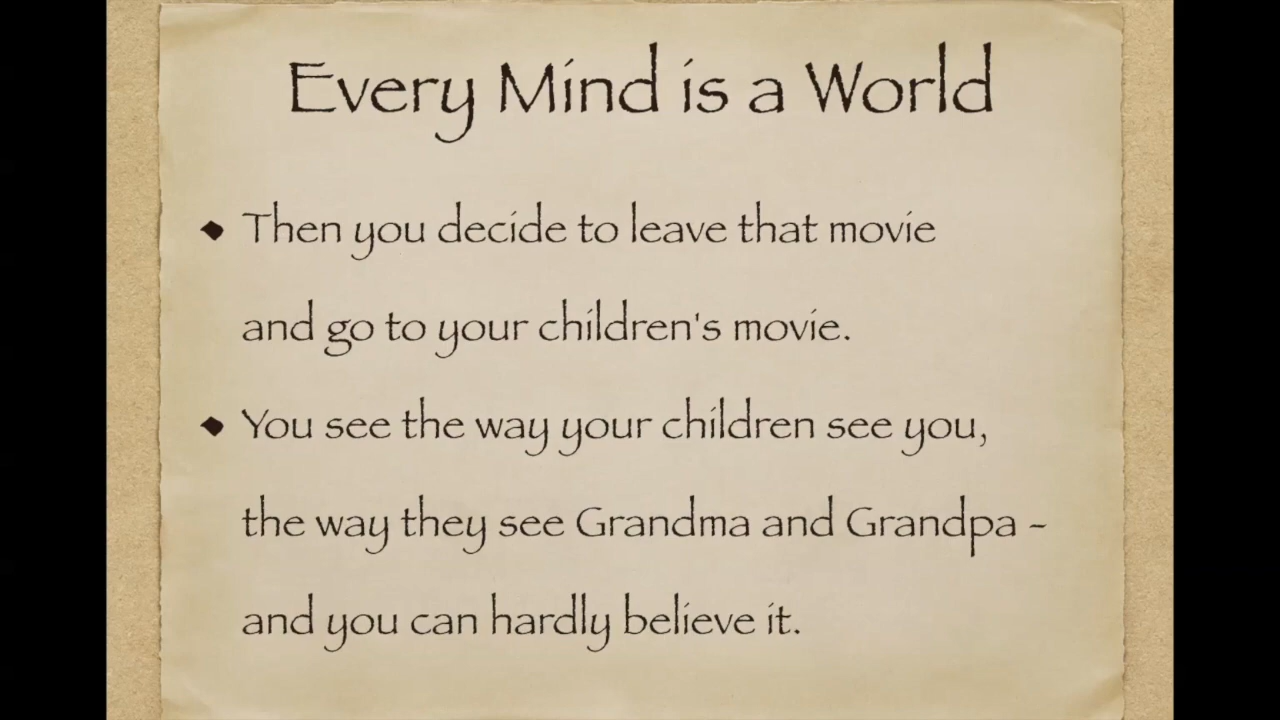 Every Mind is a World
◆ Then you decide to leave that movie
and go to your children's movie.
◆ You see the way your children see you,
the way they see Grandma and Grandpa -
and you can hardly believe it.